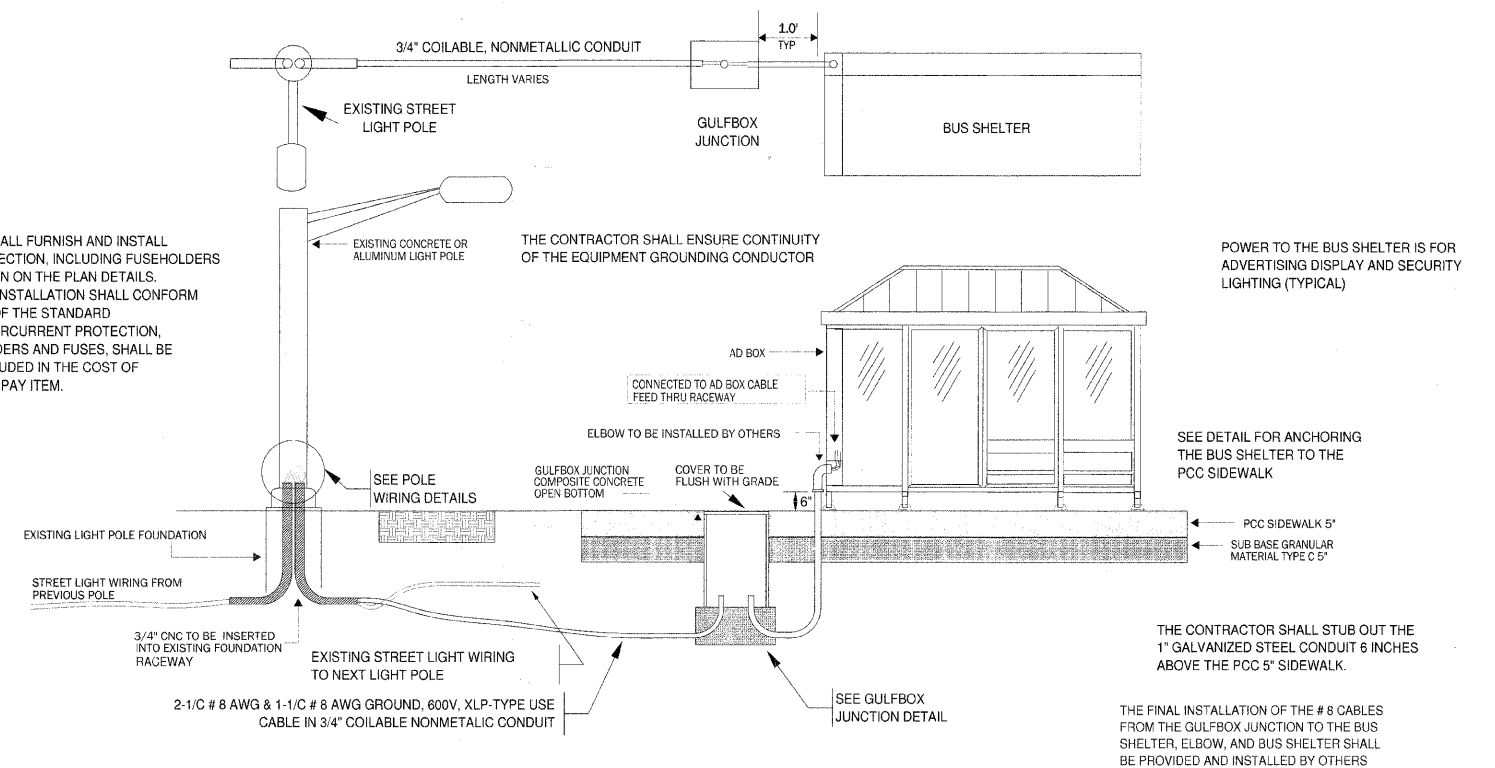 3/4" COILABLE, NONMETALLIC CONDUIT
LENGTH VARIES
1.0'
TYP
EXISTING STREET
LIGHT POLE
GULFBOX
JUNCTION
BUS SHELTER
ALL FURNISH AND INSTALL
ECTION, INCLUDING FUSEHOLDERS
N ON THE PLAN DETAILS.
INSTALLATION SHALL CONFORM
OF THE STANDARD
RCURRENT PROTECTION,
DERS AND FUSES, SHALL BE
UDED IN THE COST OF
PAY ITEM.
EXISTING CONCRETE OR
ALUMINUM LIGHT POLE
THE CONTRACTOR SHALL ENSURE CONTINUITY
OF THE EQUIPMENT GROUNDING CONDUCTOR
POWER TO THE BUS SHELTER IS FOR
ADVERTISING DISPLAY AND SECURITY
LIGHTING (TYPICAL)
AD BOX
CONNECTED TO AD BOX CABLE
FEED THRU RACEWAY
ELBOW TO BE INSTALLED BY OTHERS
SEE DETAIL FOR ANCHORING
THE BUS SHELTER TO THE
PCC SIDEWALK
SEE POLE
WIRING DETAILS
GULFBOX JUNCTION
COMPOSITE CONCRETE
OPEN BOTTOM
COVER TO BE
FLUSH WITH GRADE
6"
EXISTING LIGHT POLE FOUNDATION
PCC SIDEWALK 5"
SUB BASE GRANULAR
MATERIAL TYPE C 5"
STREET LIGHT WIRING FROM
PREVIOUS POLE
3/4" CNC TO BE INSERTED
INTO EXISTING FOUNDATION
RACEWAY
EXISTING STREET LIGHT WIRING
TO NEXT LIGHT POLE
THE CONTRACTOR SHALL STUB OUT THE
1" GALVANIZED STEEL CONDUIT 6 INCHES
ABOVE THE PCC 5" SIDEWALK.
2-1/C # 8 AWG & 1-1/C # 8 AWG GROUND, 600V, XLP-TYPE USE
CABLE IN 3/4" COILABLE NONMETALIC CONDUIT
SEE GULFBOX
JUNCTION DETAIL
THE FINAL INSTALLATION OF THE # 8 CABLES
FROM THE GULFBOX JUNCTION TO THE BUS
SHELTER, ELBOW, AND BUS SHELTER SHALL
BE PROVIDED AND INSTALLED BY OTHERS